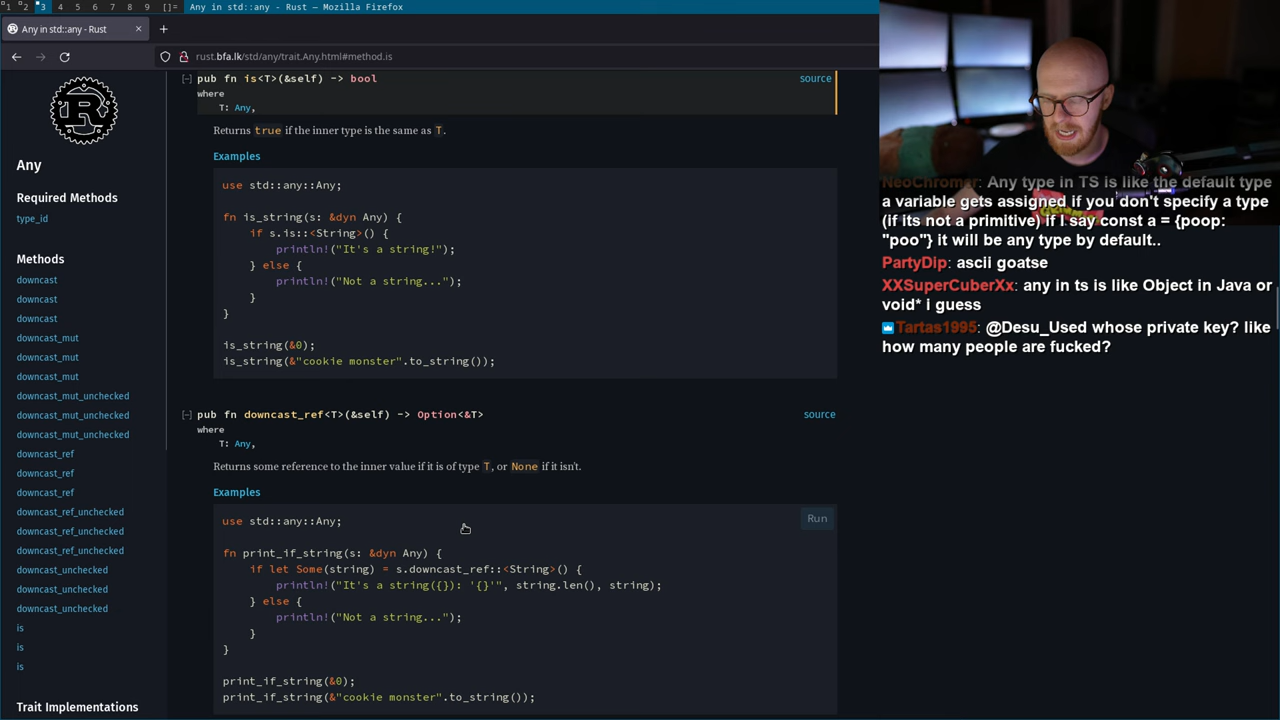 1 2 3 4 5 6 7 8 9 []= Any in std::any - Rust — Mozilla Firefox
Any in std::any - Rust
rust.bfa.lk/std/any/trait.Any.html#method.is
Any
Required Methods
type_id
Methods
downcast
downcast
downcast
downcast_mut
downcast_mut
downcast_mut
downcast_mut_unchecked
downcast_mut_unchecked
downcast_mut_unchecked
downcast_ref
downcast_ref
downcast_ref
downcast_ref_unchecked
downcast_ref_unchecked
downcast_ref_unchecked
downcast_unchecked
downcast_unchecked
downcast_unchecked
is
is
is
Trait Implementations
[-] pub fn is<T>(&self) -> bool source
where
T: Any,
Returns true if the inner type is the same as T.
Examples
use std::any::Any;
fn is_string(s: &dyn Any) {
if s.is::<String>() {
println!("It's a string!");
} else {
println!("Not a string...");
}
}
is_string(&0);
is_string(&"cookie monster".to_string());
[-] pub fn downcast_ref<T>(&self) -> Option<&T> source
where
T: Any,
Returns some reference to the inner value if it is of type T, or None if it isn't.
Examples
Run
use std::any::Any;
fn print_if_string(s: &dyn Any) {
if let Some(string) = s.downcast_ref::<String>() {
println!("It's a string({}): '{}'", string.len(), string);
} else {
println!("Not a string...");
}
}
print_if_string(&0);
print_if_string(&"cookie monster".to_string());
NeoChromer: Any type in TS is like the default type
a variable gets assigned if you don't specify a type
(if its not a primitive) if I say const a = {poop:
"poo"} it will be any type by default..
PartyDip: ascii goatse
XXSuperCuberXx: any in ts is like Object in Java or
void* i guess
Tartas1995: @Desu_Used whose private key? like
how many people are fucked?